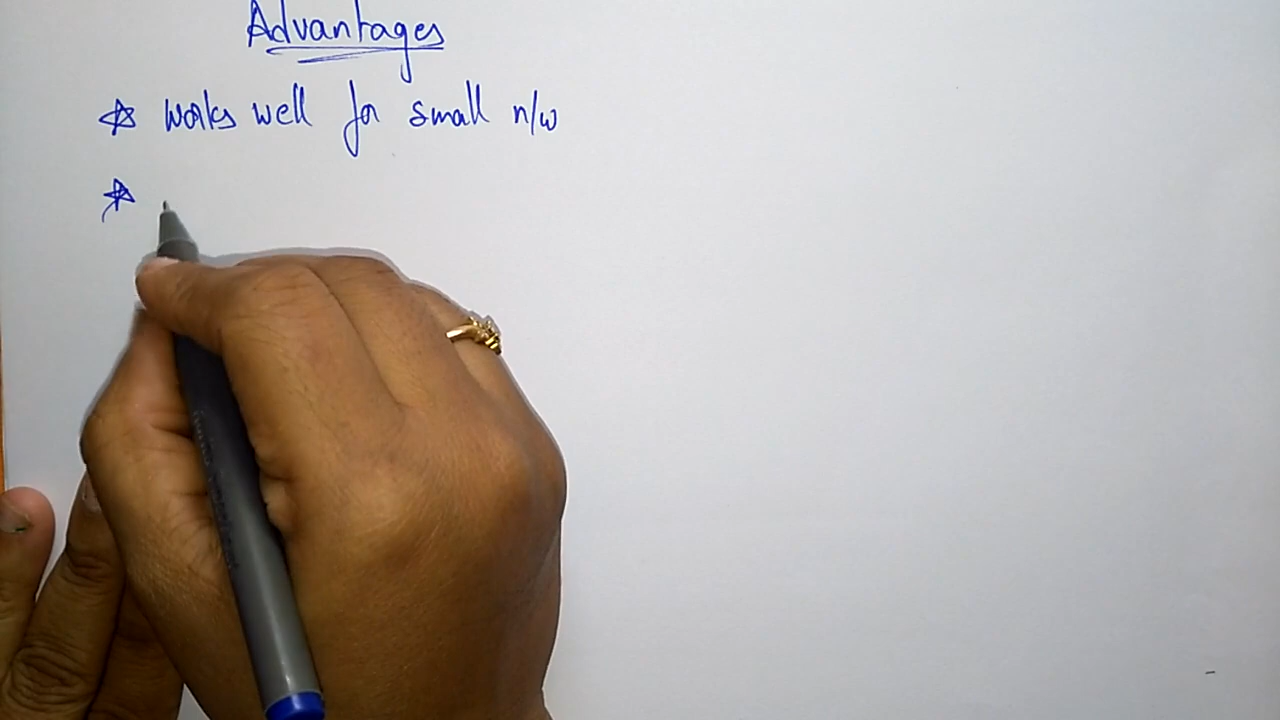 Advantages
☆ works well for small n/w
☆